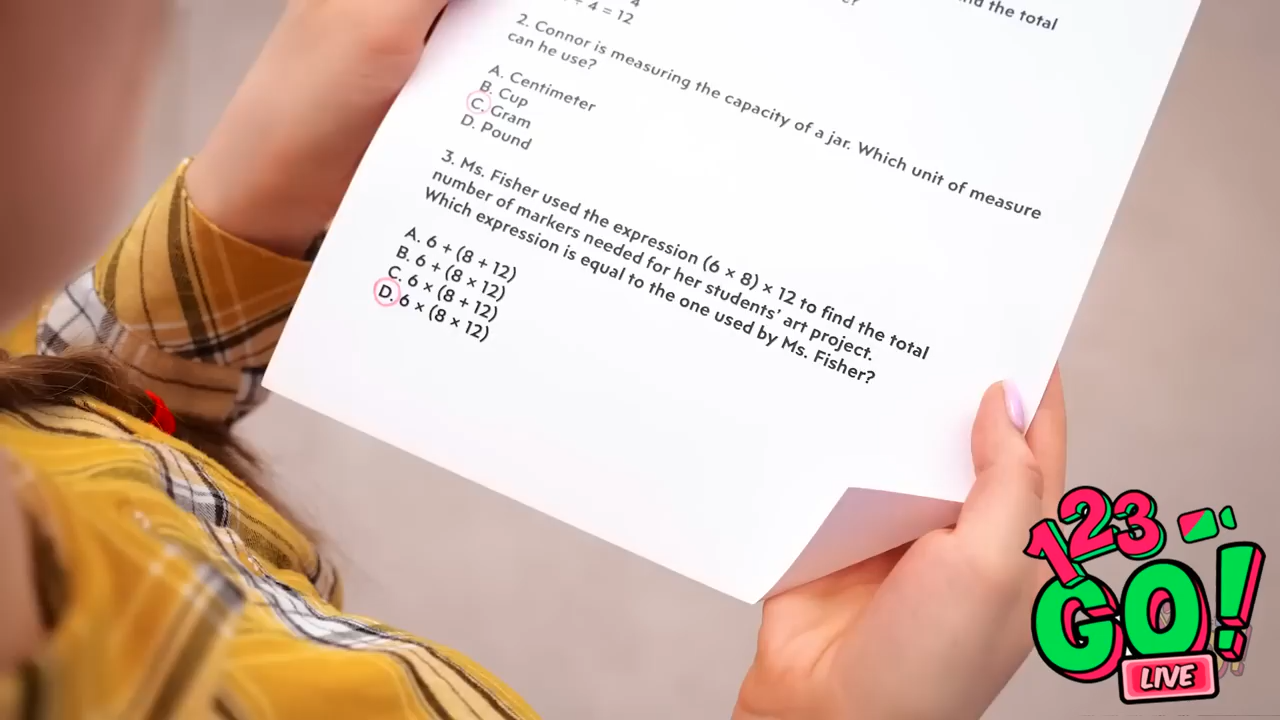 nd the total
4
+ 4 = 12
2. Connor is measuring the capacity of a jar. Which unit of measure
can he use?
A. Centimeter
B. Cup
C. Gram
D. Pound
3. Ms. Fisher used the expression (6 × 8) × 12 to find the total
number of markers needed for her students' art project.
Which expression is equal to the one used by Ms. Fisher?
A. 6 + (8 + 12)
B. 6 + (8 × 12)
C. 6 × (8 + 12)
D. 6 × (8 × 12)
123
GO!
LIVE